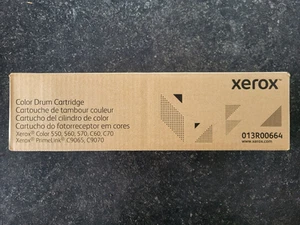 xerox™
Color Drum Cartridge
Cartouche de tambour couleur
Cartucho del cilindro de color
Cartucho do fotorreceptor em cores
Xerox® Color 550, 560, 570, C60, C70
Xerox® PrimeLink® C9065, C9070
013R00664
www.xerox.com